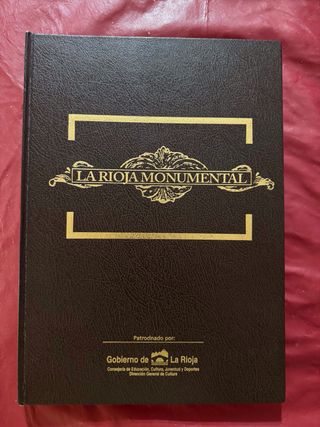 LA RIOJA MONUMENTAL
Patrocinado por:
Gobierno de La Rioja
Consejería de Educación, Cultura, Juventud y Deportes
Dirección General de Cultura